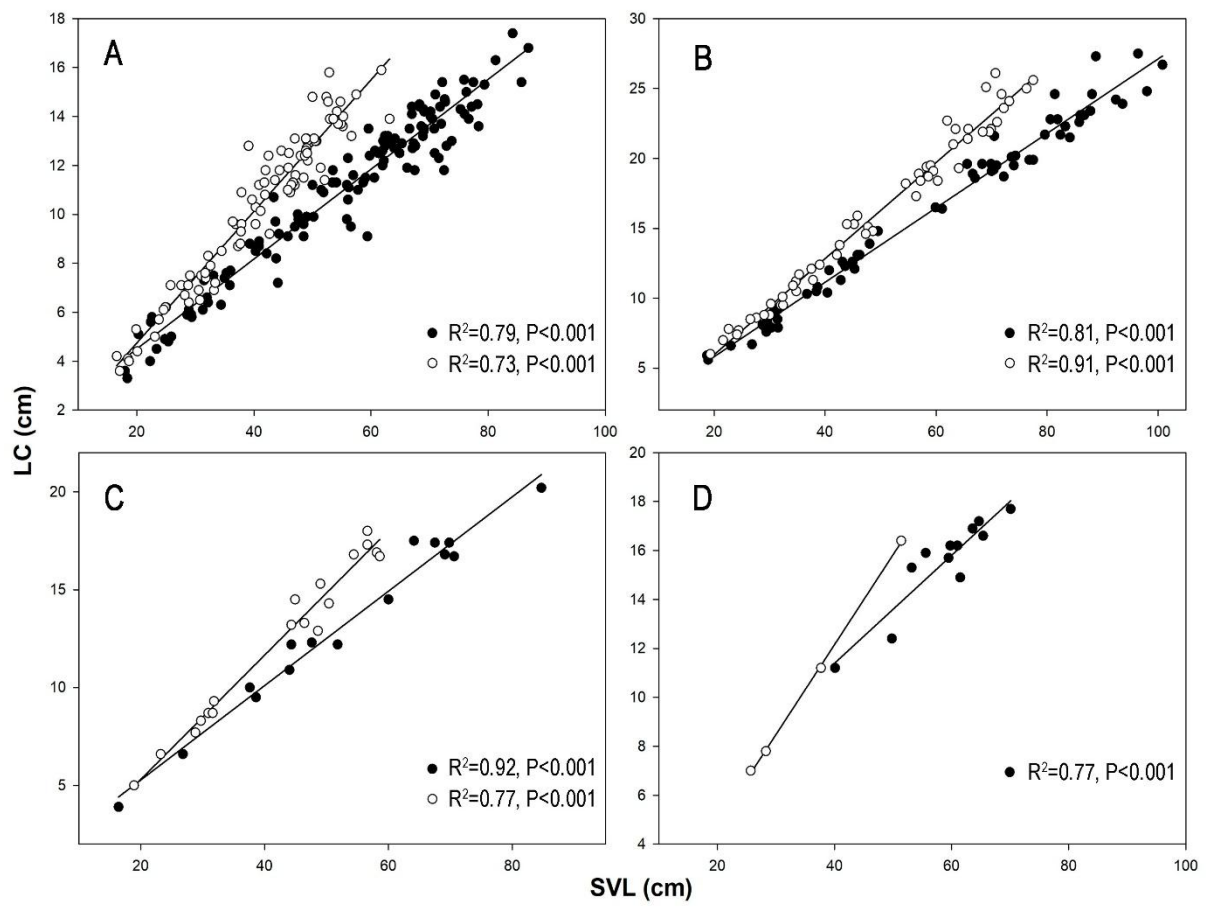 18
16
14
12
10
8
6
4
2
A
R²=0.79, P<0.001
R²=0.73, P<0.001
20 40 60 80 100
30
25
20
15
10
5
B
R²=0.81, P<0.001
R²=0.91, P<0.001
20 40 60 80 100
LC (cm)
20
15
10
5
C
R²=0.92, P<0.001
R²=0.77, P<0.001
20 40 60 80
20
18
16
14
12
10
8
6
4
D
R²=0.77, P<0.001
20 40 60 80 100
SVL (cm)